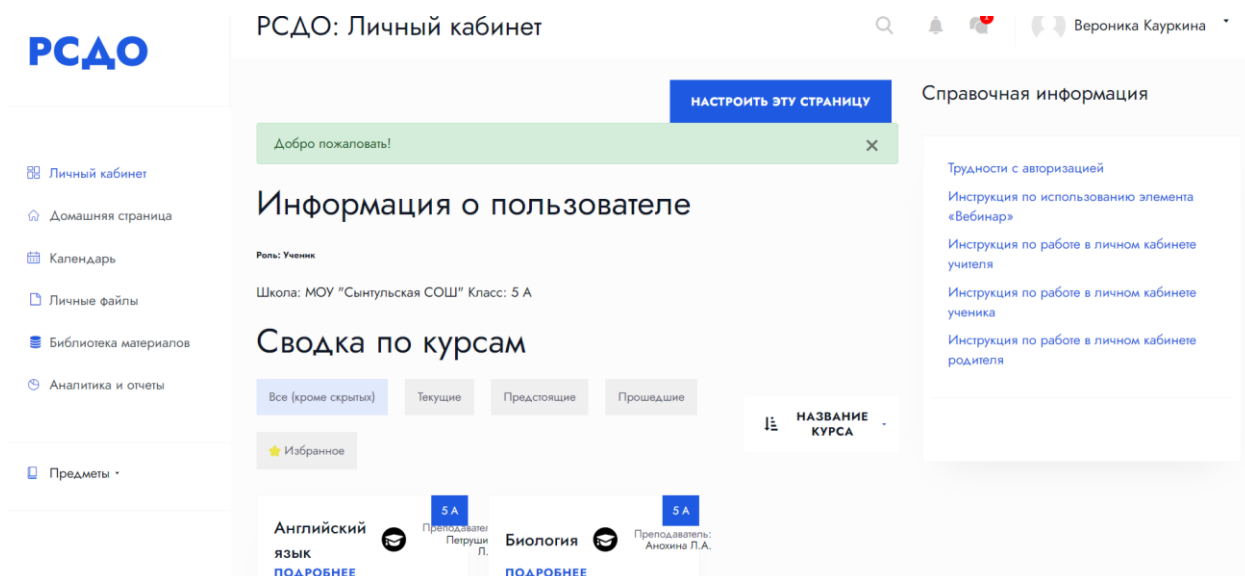 РСДО
РСДО: Личный кабинет
1
Вероника Кауркина
НАСТРОИТЬ ЭТУ СТРАНИЦУ
Добро пожаловать!
Личный кабинет
Домашняя страница
Календарь
Личные файлы
Библиотека материалов
Аналитика и отчеты
Предметы
Информация о пользователе
Роль: Ученик
Школа: МОУ "Сынтульская СОШ" Класс: 5 А
Сводка по курсам
Все (кроме скрытых)
Текущие
Предстоящие
Прошедшие
Избранное
НАЗВАНИЕ
КУРСА
5 А
Английский
язык
Преподавател
Петруши
Л.
ПОДРОБНЕЕ
5 А
Биология
Преподаватель:
Анохина Л.А.
ПОДРОБНЕЕ
Справочная информация
Трудности с авторизацией
Инструкция по использованию элемента
«Вебинар»
Инструкция по работе в личном кабинете
учителя
Инструкция по работе в личном кабинете
ученика
Инструкция по работе в личном кабинете
родителя